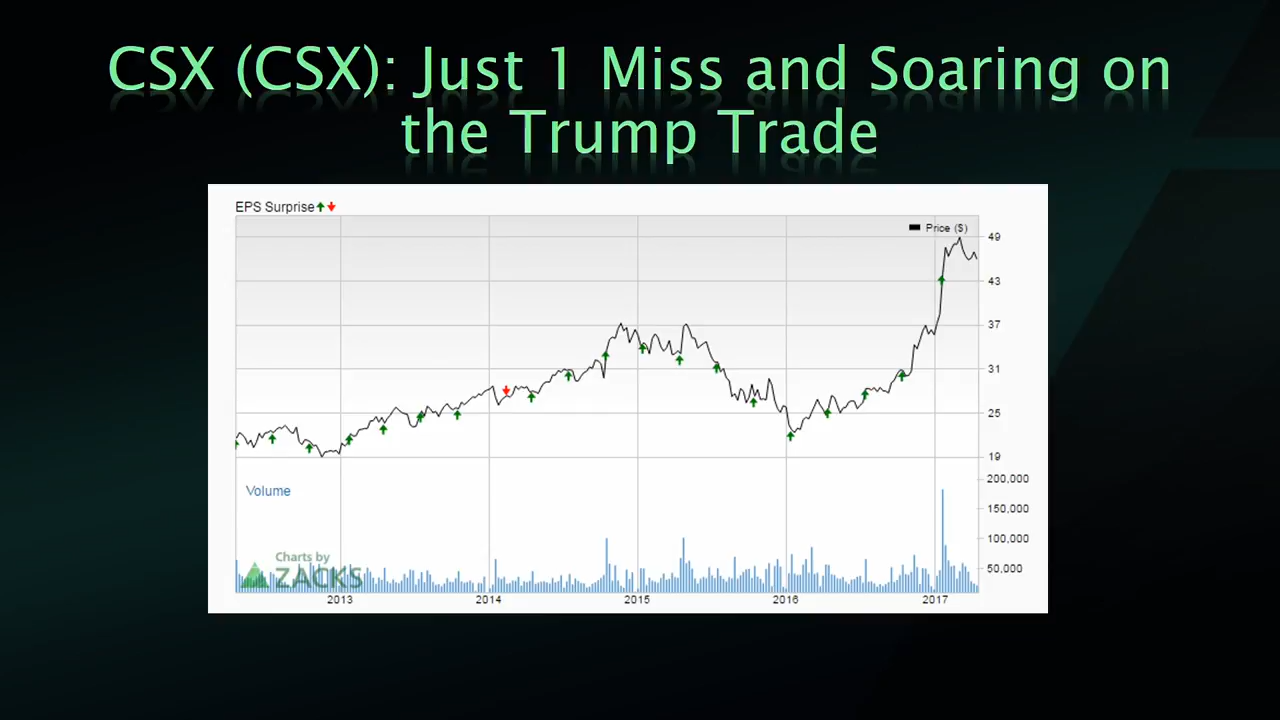 CSX (CSX): Just 1 Miss and Soaring on
the Trump Trade
EPS Surprise
Price ($)
49
43
37
31
25
19
Volume
200,000
150,000
100,000
50,000
Charts by
ZACKS
2013 2014 2015 2016 2017